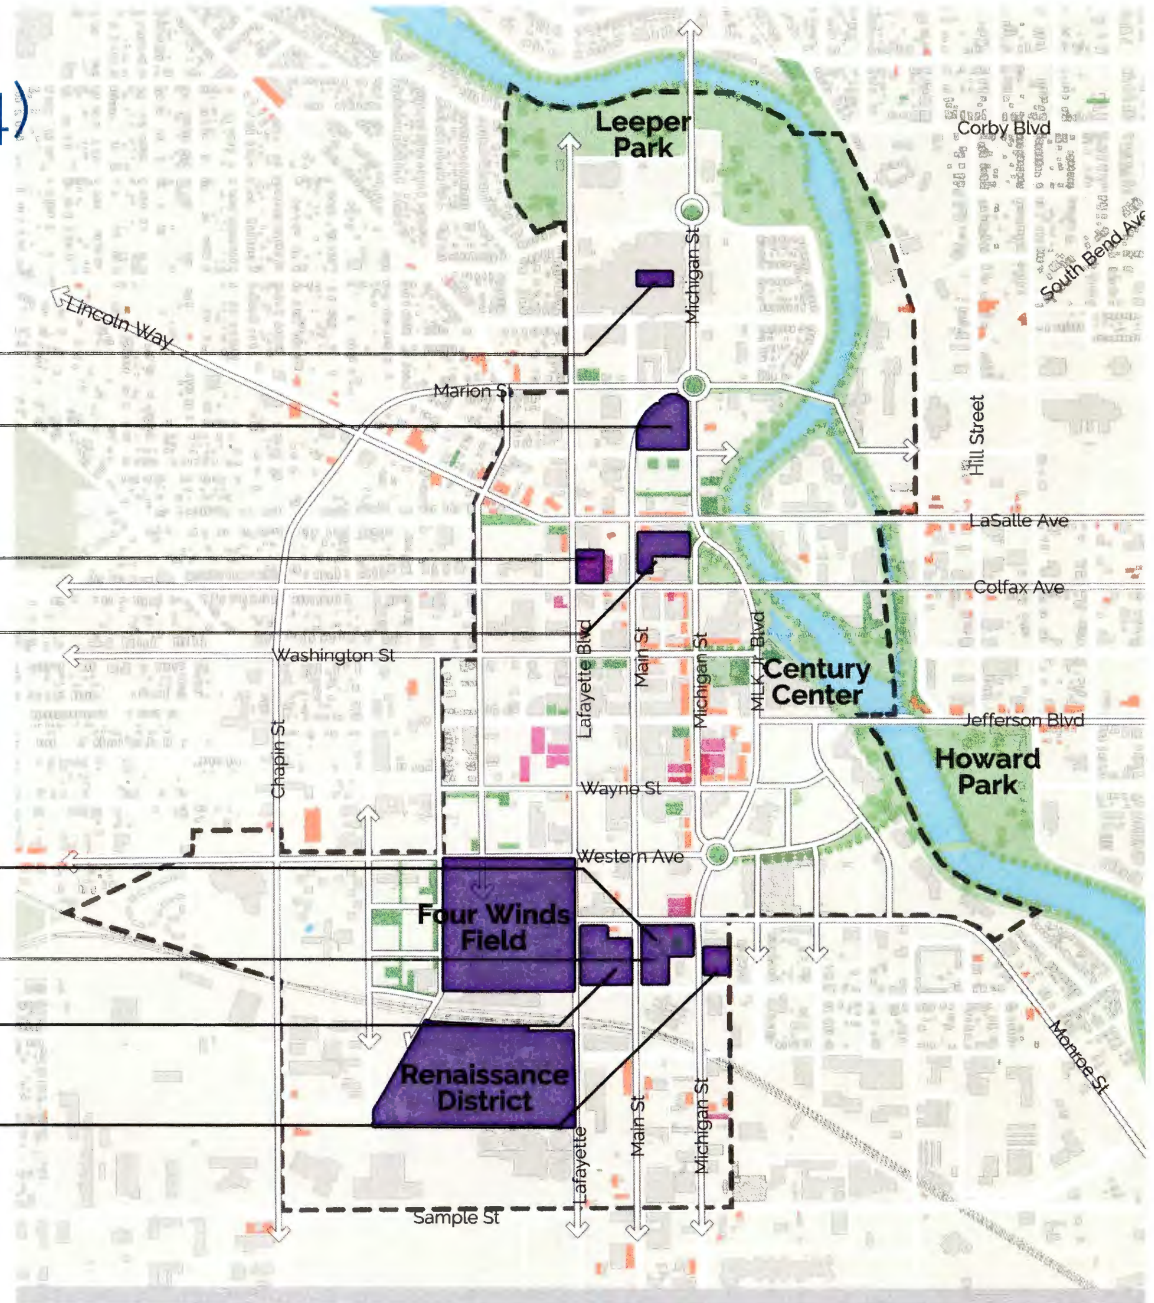 4)
Leeper
Park
Corby Blvd
South Bend Ave
Michigan St
Lincoln Way
Marion St
Hill Street
LaSalle Ave
Colfax Ave
Washington St
Lafayette Blvd
Main St
Michigan St
MLK Jr Blvd
Century
Center
Jefferson Blvd
Chapin St
Howard
Park
Wayne St
Western Ave
Four Winds
Field
Renaissance
District
Monroe St
Lafayette
Main St
Michigan St
Sample St